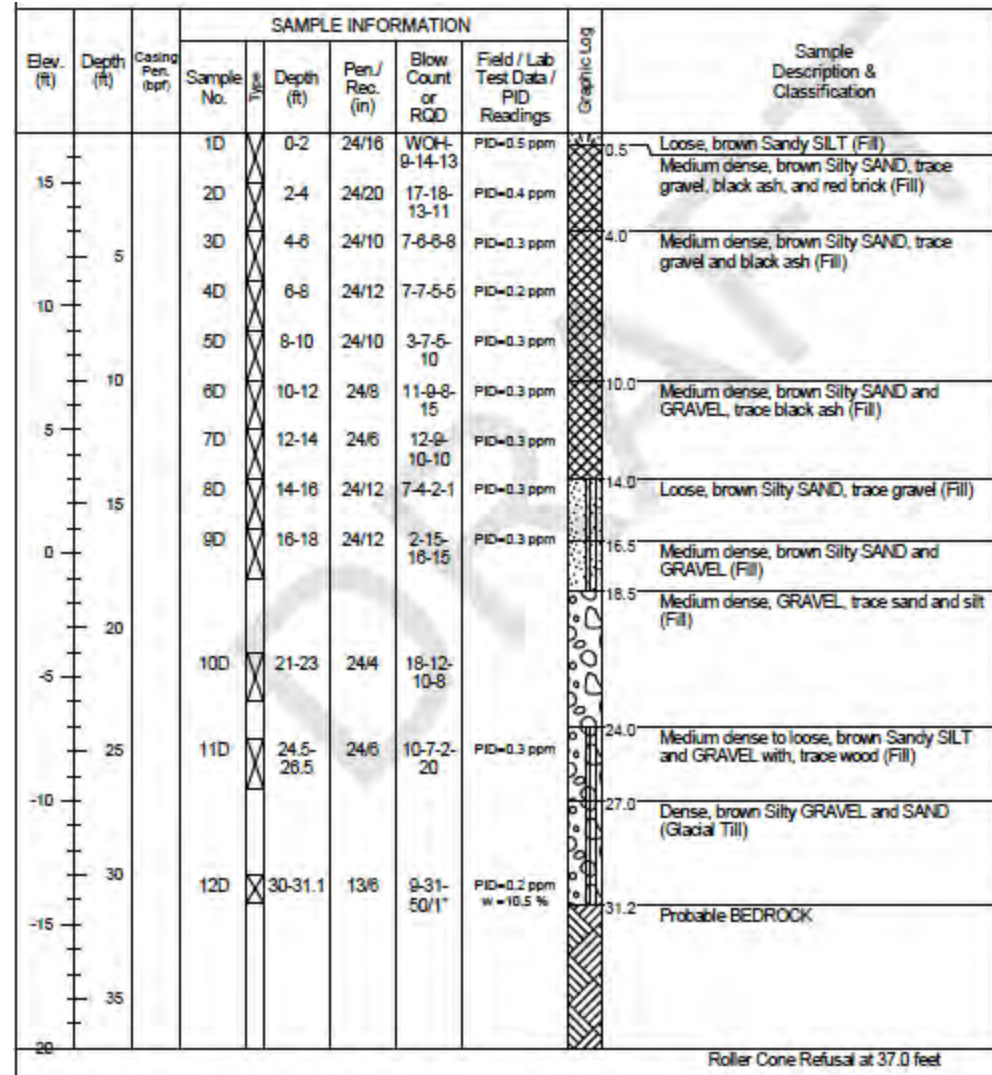 SAMPLE INFORMATION
Elev. (ft) Depth (ft) Casing Pen. (bpf) Sample No. Type Depth (ft) Pen./ Rec. (in) Blow Count or RQD Field / Lab Test Data / PID Readings Graphic Log Sample Description & Classification
1D 0-2 24/16 WOH- PID=0.5 ppm Loose, brown Sandy SILT (Fill)
9-14-13 0.5 Medium dense, brown Silty SAND, trace
15 gravel, black ash, and red brick (Fill)
2D 2-4 24/20 17-18- PID=0.4 ppm
13-11
3D 4-6 24/10 7-6-6-8 PID=0.3 ppm 4.0 Medium dense, brown Silty SAND, trace
5 gravel and black ash (Fill)
4D 6-8 24/12 7-7-5-5 PID=0.2 ppm
10
5D 8-10 24/10 3-7-5- PID=0.3 ppm
10
10
6D 10-12 24/8 11-9-8- PID=0.3 ppm 10.0 Medium dense, brown Silty SAND and
15 GRAVEL, trace black ash (Fill)
5
7D 12-14 24/6 12-9- PID=0.3 ppm
10-10
8D 14-16 24/12 7-4-2-1 PID=0.3 ppm 14.0 Loose, brown Silty SAND, trace gravel (Fill)
15
9D 16-18 24/12 2-15- PID=0.3 ppm 16.5
0 16-15 Medium dense, brown Silty SAND and
GRAVEL (Fill)
18.5 Medium dense, GRAVEL, trace sand and silt
20 (Fill)
10D 21-23 24/4 18-12-
-5 10-8
24.0 Medium dense to loose, brown Sandy SILT
11D 24.5- 24/6 10-7-2- PID=0.3 ppm and GRAVEL with, trace wood (Fill)
25 26.5 20
-10 27.0 Dense, brown Silty GRAVEL and SAND
(Glacial Till)
30
12D 30-31.1 13/6 9-31- PID=0.2 ppm
50/1" w =10.5 %
31.2 Probable BEDROCK
-15
35
-20
Roller Cone Refusal at 37.0 feet
DRAFT